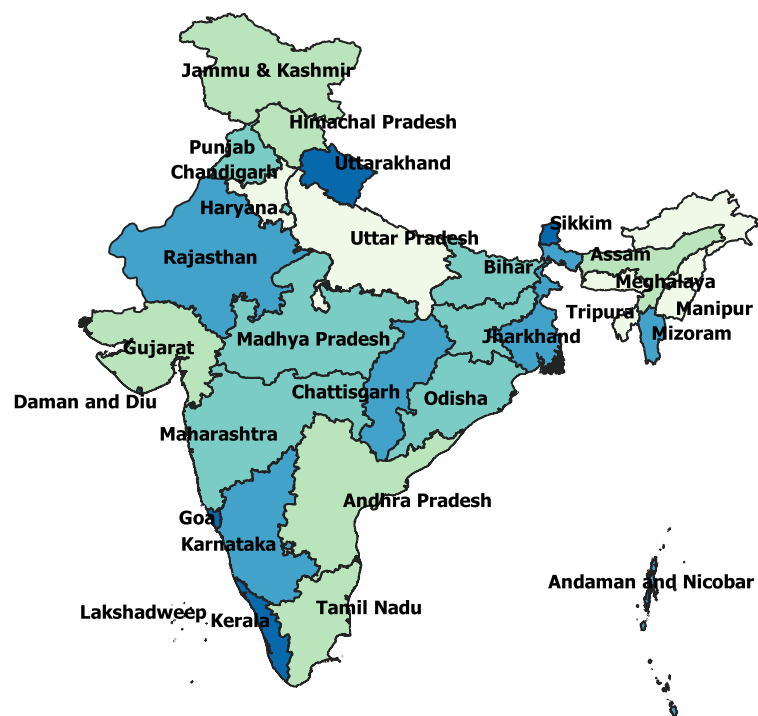 Jammu & Kashmir
Himachal Pradesh
Punjab
Uttarakhand
Chandigarh
Haryana
Sikkim
Uttar Pradesh
Assam
Rajasthan
Bihar
Meghalaya
Manipur
Tripura
Mizoram
Jharkhand
Madhya Pradesh
Gujarat
Chattisgarh
Odisha
Daman and Diu
Maharashtra
Andhra Pradesh
Goa
Karnataka
Andaman and Nicobar
Tamil Nadu
Lakshadweep
Kerala